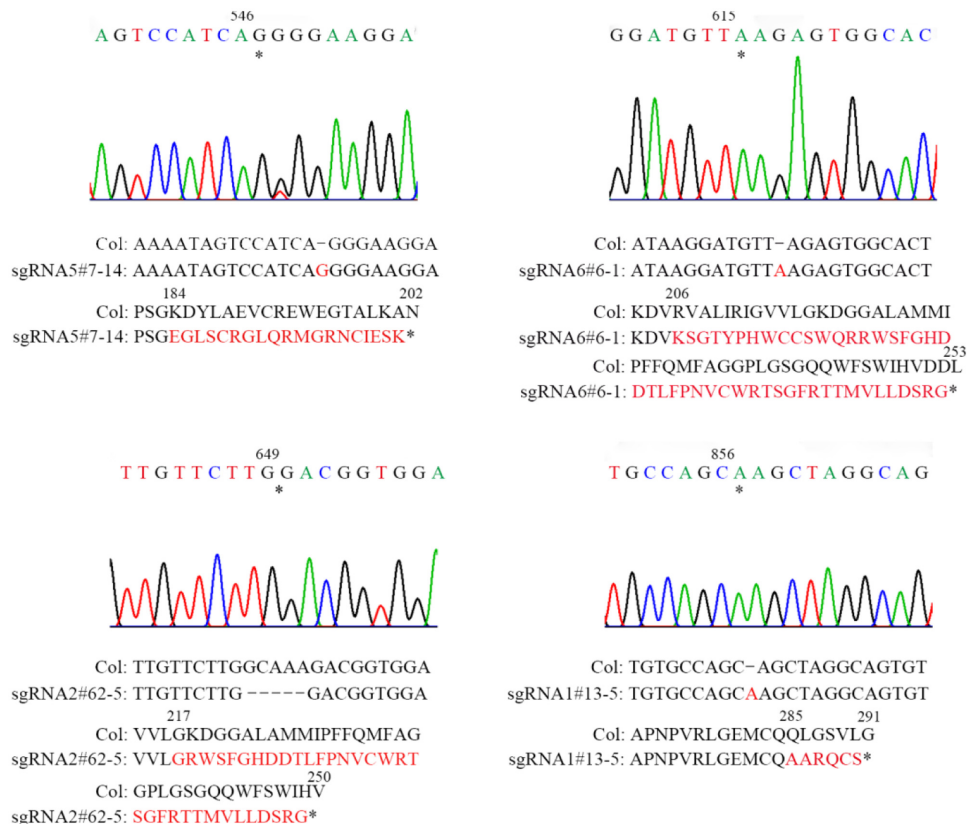 546
AGTCCATCAGGGGAAGGA
*
Col: AAAATAGTCCATCA-GGGAAGGA
sgRNA5#7-14: AAAATAGTCCATCAGGGGAAGGA
184 202
Col: PSGKDYLAEVCREWEGTALKAN
sgRNA5#7-14: PSGEGLSCRGLQRMGRNCIESK*
615
GGATGTTAAGAGTGGCAC
*
Col: ATAAGGATGTT-AGAGTGGCACT
sgRNA6#6-1: ATAAGGATGTTAAGAGTGGCACT
206
Col: KDVRVALIRIGVVLGKDGGALAMMI
sgRNA6#6-1: KDVKSGTYPHWCCSWQRRWSFGHD
253
Col: PFFQMFAGGPLGSGQQWFSWIHVDDL
sgRNA6#6-1: DTLFPNVCWRTSGFRTTMVLLDSRG*
649
TTGTTCTTGGACGGTGGA
*
Col: TTGTTCTTGGCAAAGACGGTGGA
sgRNA2#62-5: TTGTTCTTG-----GACGGTGGA
217
Col: VVLGKDGGALAMMIPFFQMFAG
sgRNA2#62-5: VVLGRWSFGHDDTLFPNVCWRT
250
Col: GPLGSGQQWFSWIHV
sgRNA2#62-5: SGFRTTMVLLDSRG*
856
TGCCAGCAAGCTAGGCAG
*
Col: TGTGCCAGC-AGCTAGGCAGTGT
sgRNA1#13-5: TGTGCCAGCAAGCTAGGCAGTGT
285 291
Col: APNPVRLGEMCQQLGSVLG
sgRNA1#13-5: APNPVRLGEMCQAARQCS*